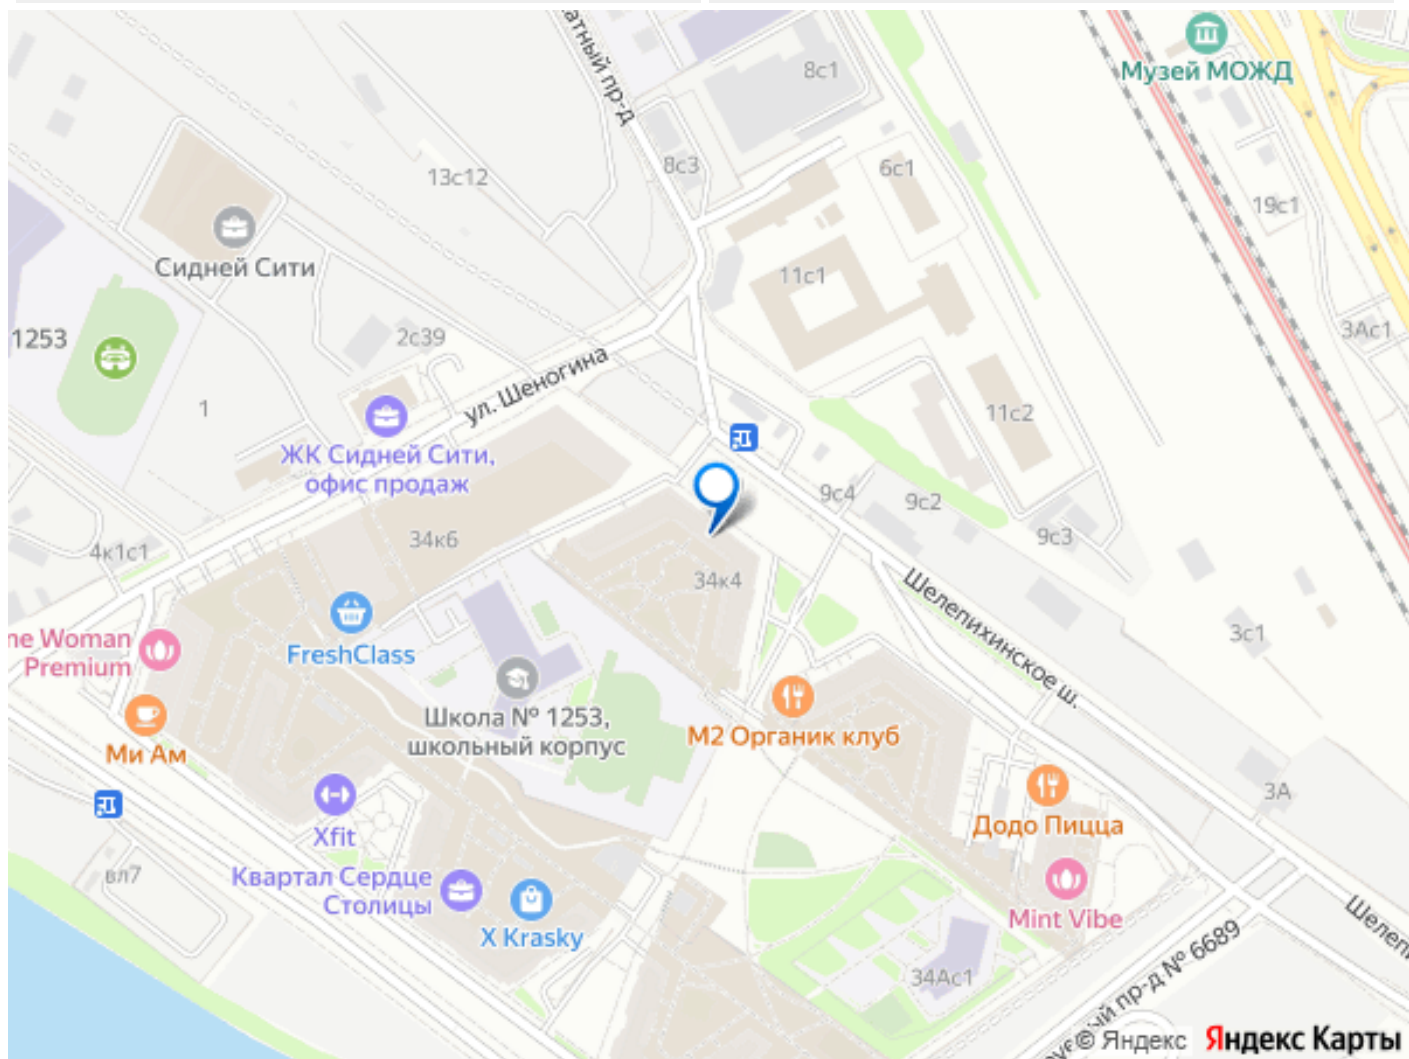 Музей МОЖД
атный пр-д
8с1
8с3
6с1
13с12
19с1
Сидней Сити
11с1
3Ас1
1253
2с39
ул. Шеногина
1
11с2
ЖК Сидней Сити,
офис продаж
9с4
9с2
9с3
34к6
4к1с1
34к4
Шелепихинское ш.
FreshClass
3с1
ne Woman
Premium
Школа № 1253,
школьный корпус
М2 Органик клуб
Ми Ам
3А
Додо Пицца
Xfit
вл7
Квартал Сердце
Столицы
X Krasky
Mint Vibe
Шелепи
34Ас1
ый пр-д № 6689
© Яндекс Яндекс Карты